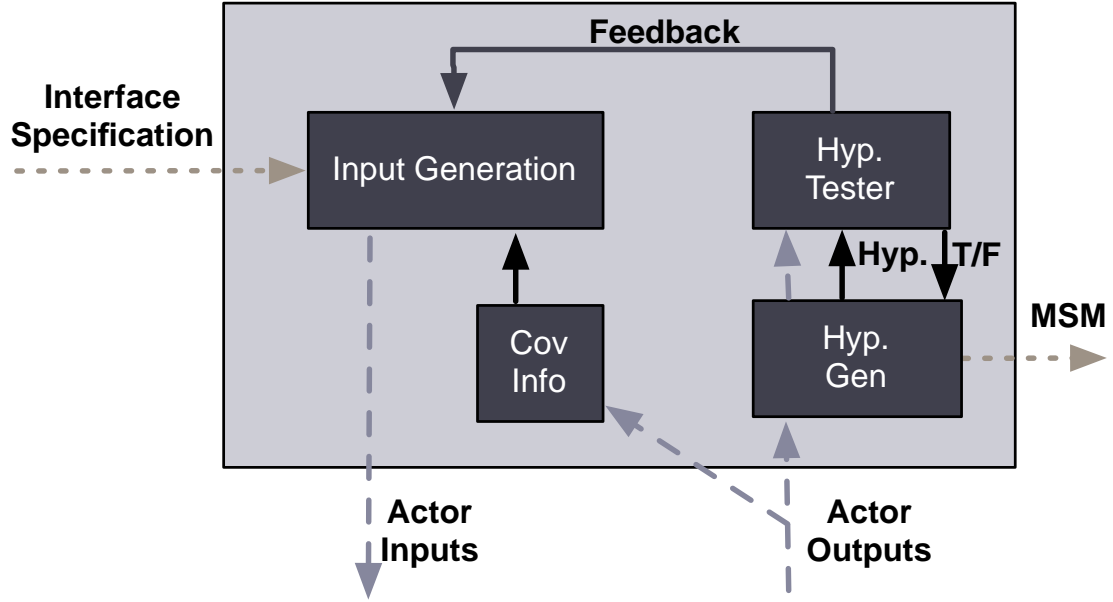 Feedback
Interface
Specification
Input Generation
Hyp.
Tester
Hyp.
T/F
Cov
Info
Hyp.
Gen
MSM
Actor
Inputs
Actor
Outputs